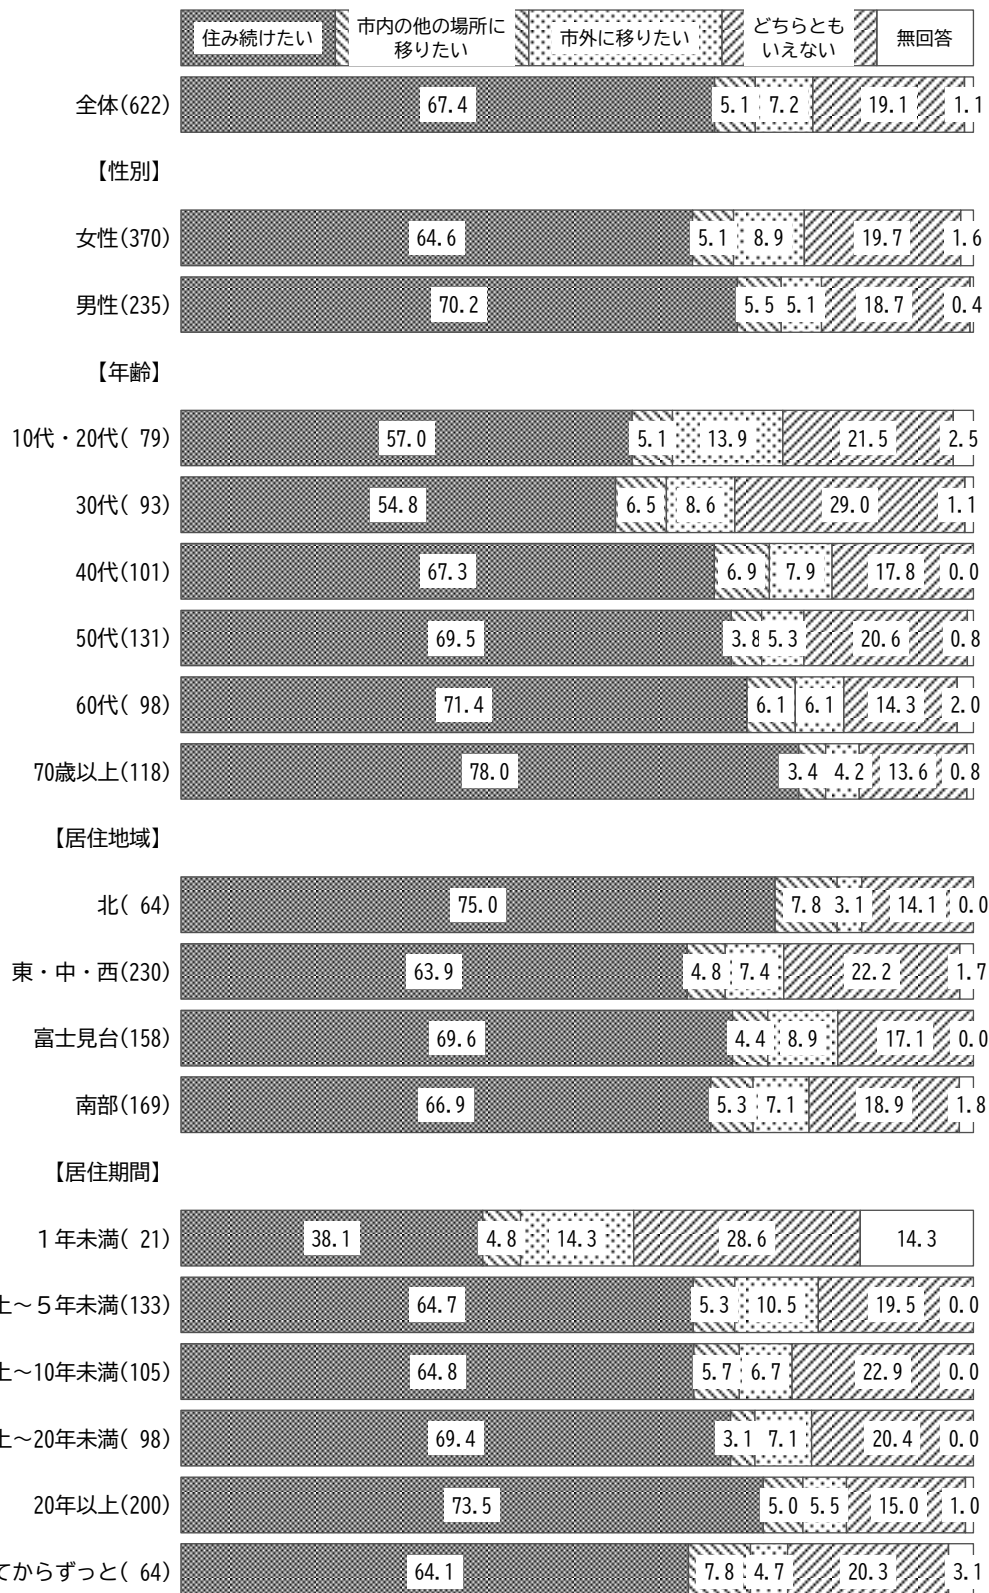 住み続けたい 市内の他の場所に移りたい 市外に移りたい どちらともいえない 無回答
全体(622) 67.4 5.1 7.2 19.1 1.1
【性別】
女性(370) 64.6 5.1 8.9 19.7 1.6
男性(235) 70.2 5.5 5.1 18.7 0.4
【年齢】
10代・20代( 79) 57.0 5.1 13.9 21.5 2.5
30代( 93) 54.8 6.5 8.6 29.0 1.1
40代(101) 67.3 6.9 7.9 17.8 0.0
50代(131) 69.5 3.8 5.3 20.6 0.8
60代( 98) 71.4 6.1 6.1 14.3 2.0
70歳以上(118) 78.0 3.4 4.2 13.6 0.8
【居住地域】
北( 64) 75.0 7.8 3.1 14.1 0.0
東・中・西(230) 63.9 4.8 7.4 22.2 1.7
富士見台(158) 69.6 4.4 8.9 17.1 0.0
南部(169) 66.9 5.3 7.1 18.9 1.8
【居住期間】
１年未満( 21) 38.1 4.8 14.3 28.6 14.3
上～５年未満(133) 64.7 5.3 10.5 19.5 0.0
上～10年未満(105) 64.8 5.7 6.7 22.9 0.0
上～20年未満( 98) 69.4 3.1 7.1 20.4 0.0
20年以上(200) 73.5 5.0 5.5 15.0 1.0
てからずっと( 64) 64.1 7.8 4.7 20.3 3.1